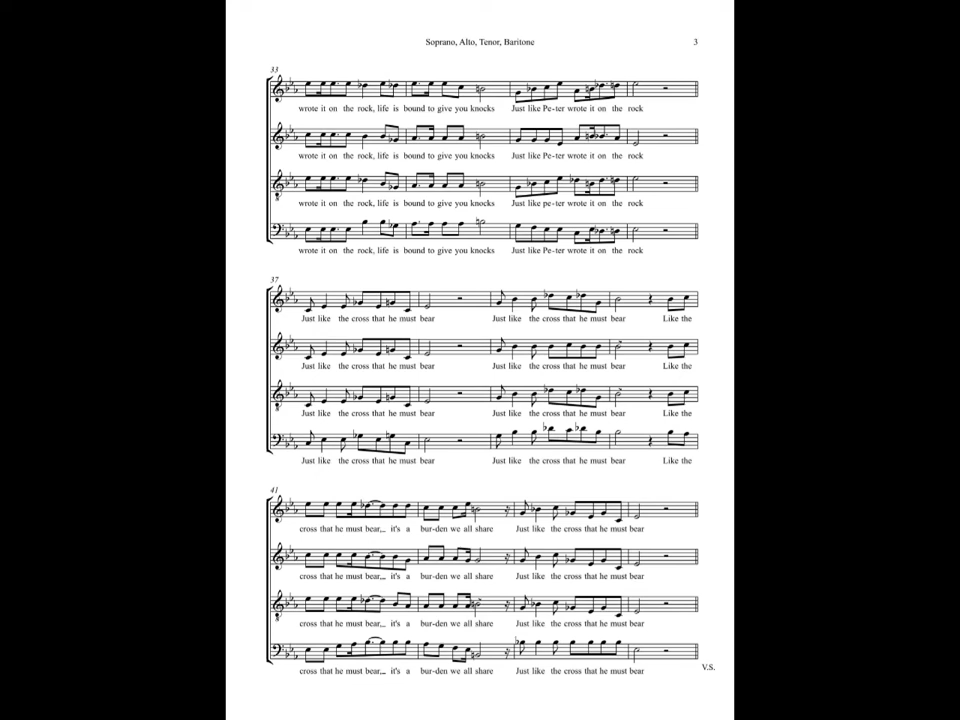 Soprano, Alto, Tenor, Baritone
3
33
wrote it on the rock, life is bound to give you knocks Just like Pe-ter wrote it on the rock
wrote it on the rock, life is bound to give you knocks Just like Pe-ter wrote it on the rock
wrote it on the rock, life is bound to give you knocks Just like pe-ter wrote it on the rock
8
wrote it on the rock, life is bound to give you knocks Just like Pe-ter wrote it on the rock
37
Just like the cross that he must bear Just like the cross that he must bear Like the
Just like the cross that he must bear Just like the cross that he must bear Like the
8
Just like the cross that he must bear Just like the cross that he must bear Like the
Just like the cross that he must bear Just like the cross that he must bear Like the
41
cross that he must bear,_ it's a bur-den we all share Just like the cross that he must bear
cross that he must bear,_ it's a bur-den we all share Just like the cross that he must bear
8
cross that he must bear,_ it's a bur-den we all share Just like the cross that he must bear
cross that he must bear,_ it's a bur-den we all share Just like the cross that he must bear
V.S.